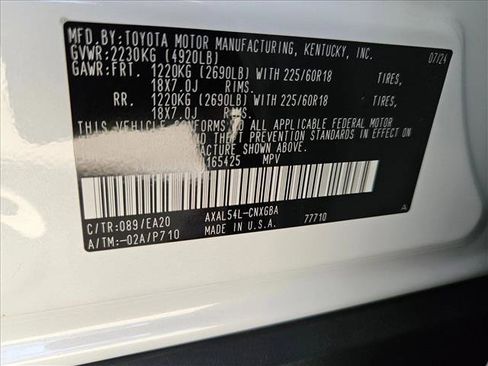 MFD.BY:TOYOTA MOTOR MANUFACTURING, KENTUCKY, INC. 07/24
GVWR:2230KG (4920LB)
GAWR:FRT. 1220KG (2690LB) WITH 225/60R18 TIRES,
18X7.0J RIMS.
RR. 1220KG (2690LB) WITH 225/60R18 TIRES,
18X7.0J RIMS.
THIS VEHICLE CONFORMS TO ALL APPLICABLE FEDERAL MOTOR
AND THEFT PREVENTION STANDARDS IN EFFECT
SHOWN ABOVE.
165425 MPV
C/TR:089/EA20 AXAL54L-CNXGBA
A/TM:-02A/P710 MADE IN U.S.A. 77710 A